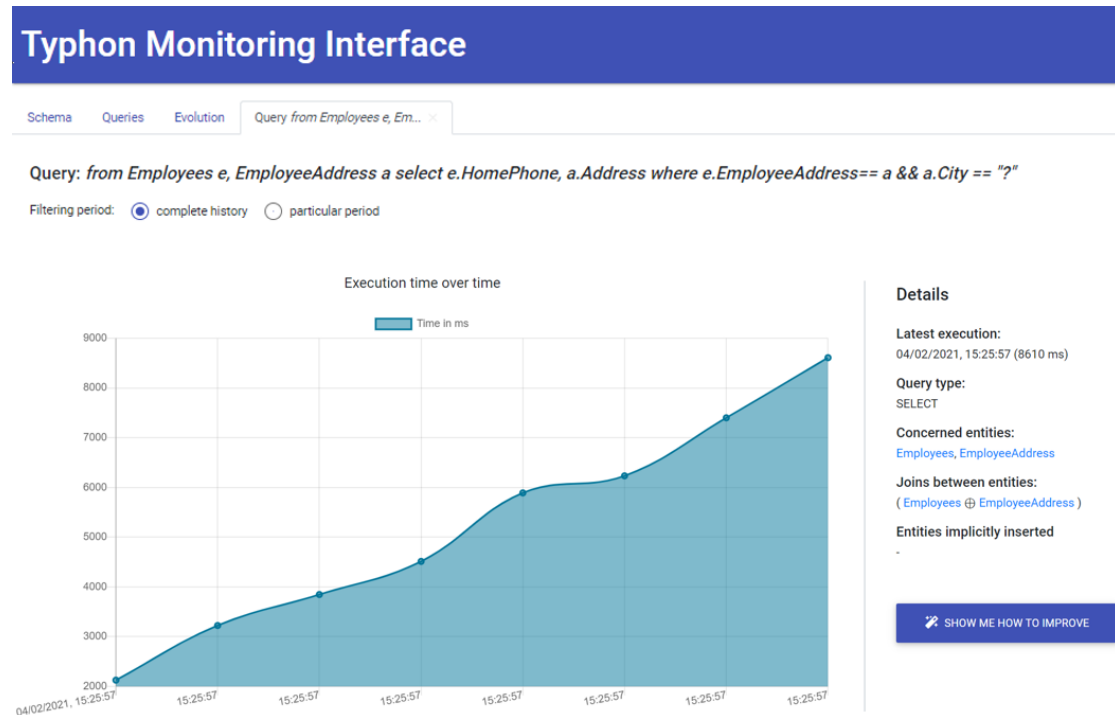 Typhon Monitoring Interface
Schema Queries Evolution Query from Employees e, Em... ×
Query: from Employees e, EmployeeAddress a select e.HomePhone, a.Address where e.EmployeeAddress== a && a.City == "?"
Filtering period: complete history particular period
Execution time over time
Time in ms
9000
8000
7000
6000
5000
4000
3000
2000
04/02/2021, 15:25:57 15:25:57 15:25:57 15:25:57 15:25:57 15:25:57 15:25:57 15:25:57
Details
Latest execution:
04/02/2021, 15:25:57 (8610 ms)
Query type:
SELECT
Concerned entities:
Employees, EmployeeAddress
Joins between entities:
( Employees ⊕ EmployeeAddress )
Entities implicitly inserted
-
SHOW ME HOW TO IMPROVE